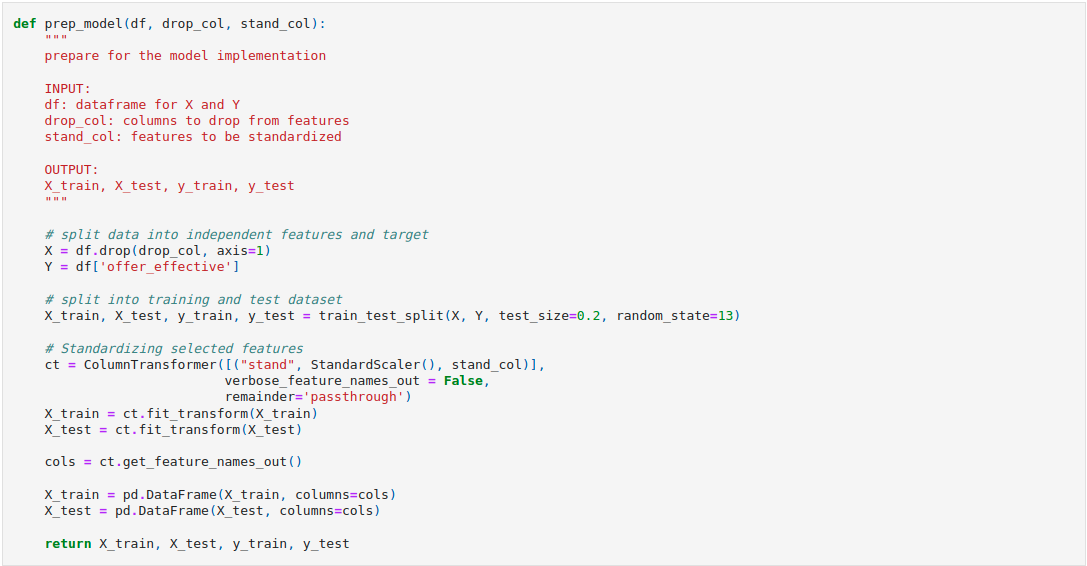 def prep_model(df, drop_col, stand_col):
    """
    prepare for the model implementation

    INPUT:
    df: dataframe for X and Y
    drop_col: columns to drop from features
    stand_col: features to be standardized

    OUTPUT:
    X_train, X_test, y_train, y_test
    """

    # split data into independent features and target
    X = df.drop(drop_col, axis=1)
    Y = df['offer_effective']

    # split into training and test dataset
    X_train, X_test, y_train, y_test = train_test_split(X, Y, test_size=0.2, random_state=13)

    # Standardizing selected features
    ct = ColumnTransformer([("stand", StandardScaler(), stand_col)],
                           verbose_feature_names_out = False,
                           remainder='passthrough')
    X_train = ct.fit_transform(X_train)
    X_test = ct.fit_transform(X_test)

    cols = ct.get_feature_names_out()

    X_train = pd.DataFrame(X_train, columns=cols)
    X_test = pd.DataFrame(X_test, columns=cols)

    return X_train, X_test, y_train, y_test